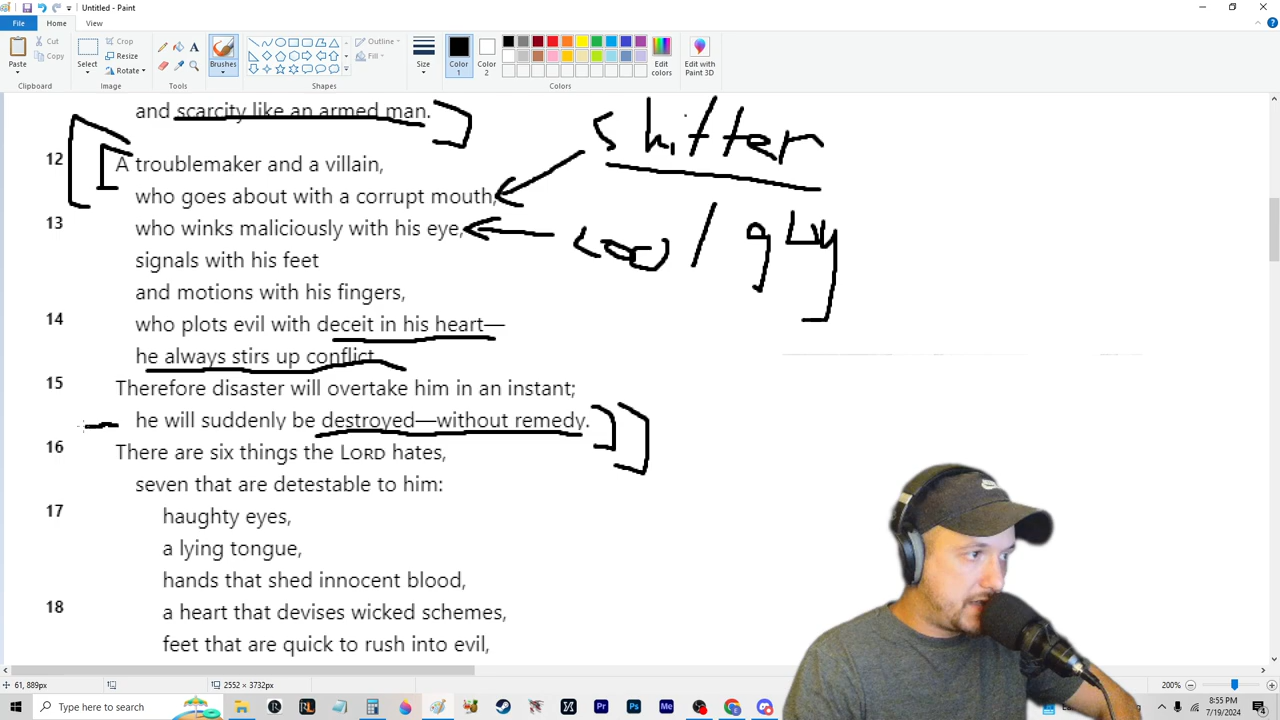 Untitled - Paint
File Home View
Cut
Copy
Paste
Clipboard
Crop
Resize
Rotate
Select
Image
Tools
Brushes
Shapes
Outline
Fill
Size
Color 1
Color 2
Edit colors
Colors
Edit with Paint 3D
and scarcity like an armed man.
12 A troublemaker and a villain,
who goes about with a corrupt mouth,
13 who winks maliciously with his eye,
signals with his feet
and motions with his fingers,
14 who plots evil with deceit in his heart—
he always stirs up conflict.
15 Therefore disaster will overtake him in an instant;
he will suddenly be destroyed—without remedy.
16 There are six things the LORD hates,
seven that are detestable to him:
17 haughty eyes,
a lying tongue,
hands that shed innocent blood,
18 a heart that devises wicked schemes,
feet that are quick to rush into evil,
61, 889px
2552 × 3732px
200%
Type here to search
8:55 PM
7/19/2024